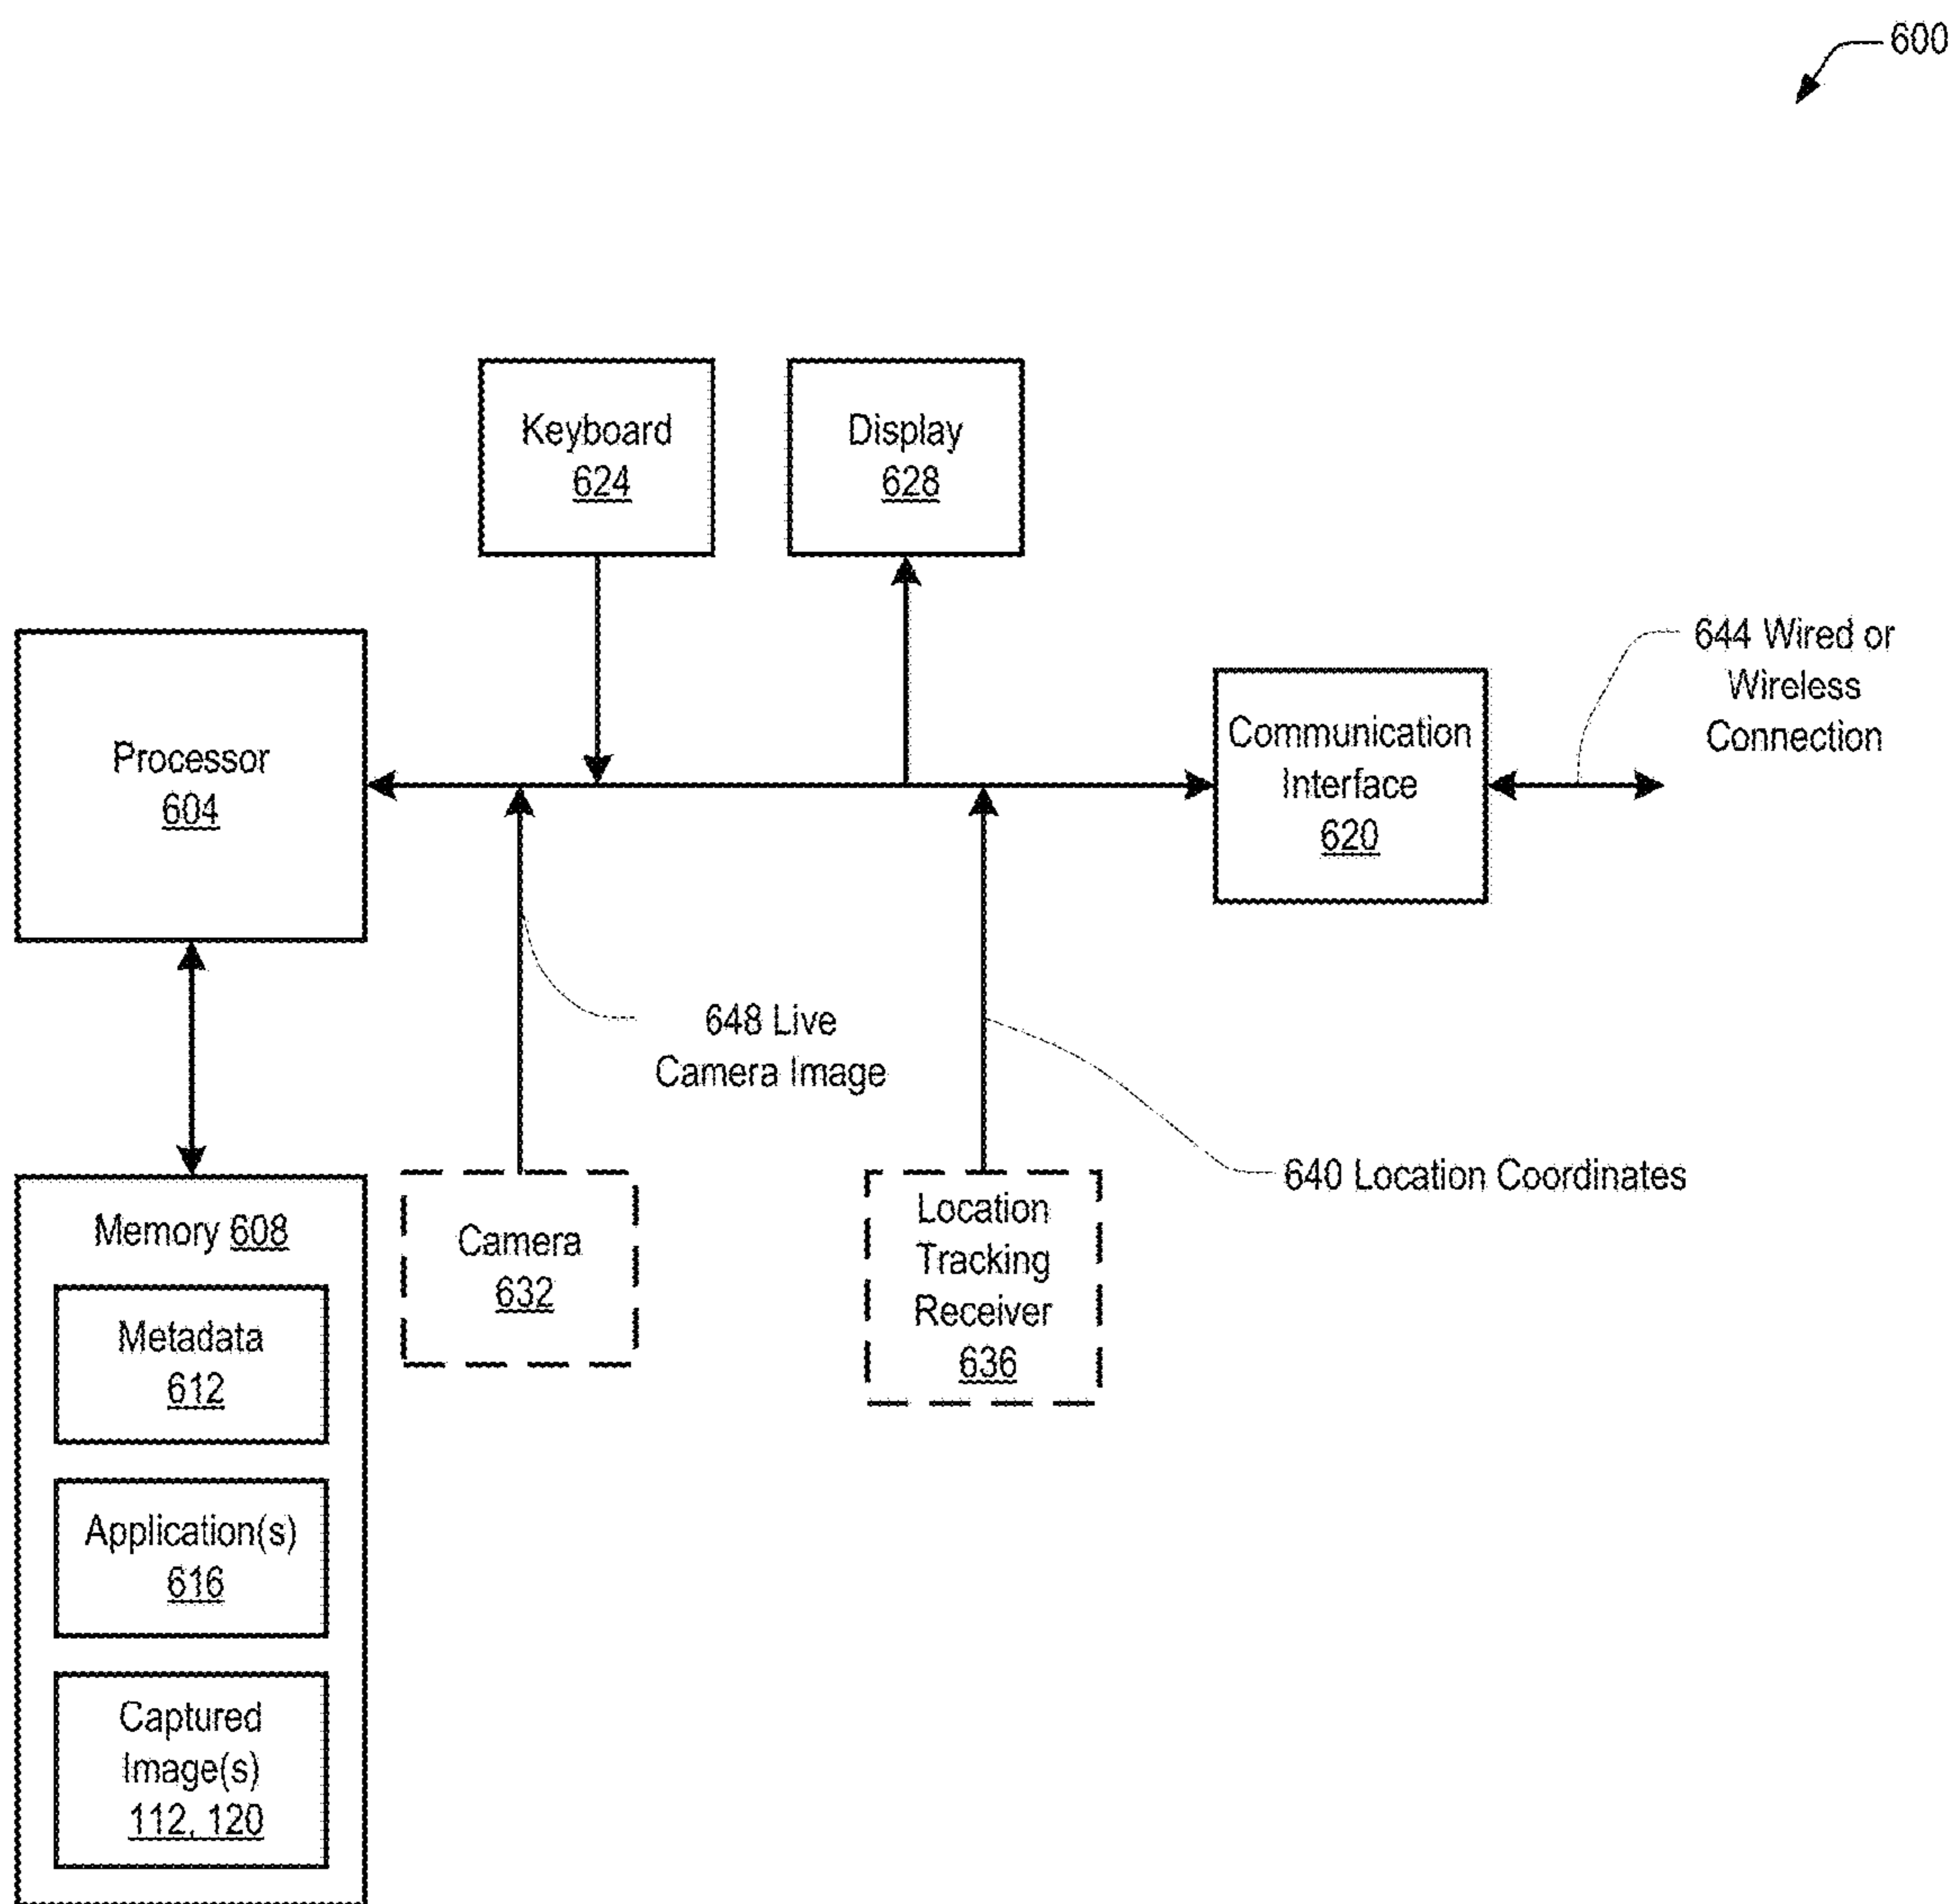 600
Keyboard
624
Display
628
644 Wired or
Wireless
Connection
Processor
604
Communication
Interface
620
648 Live
Camera Image
640 Location Coordinates
Memory 608
Metadata
612
Application(s)
616
Captured
Image(s)
112, 120
Camera
632
Location
Tracking
Receiver
636